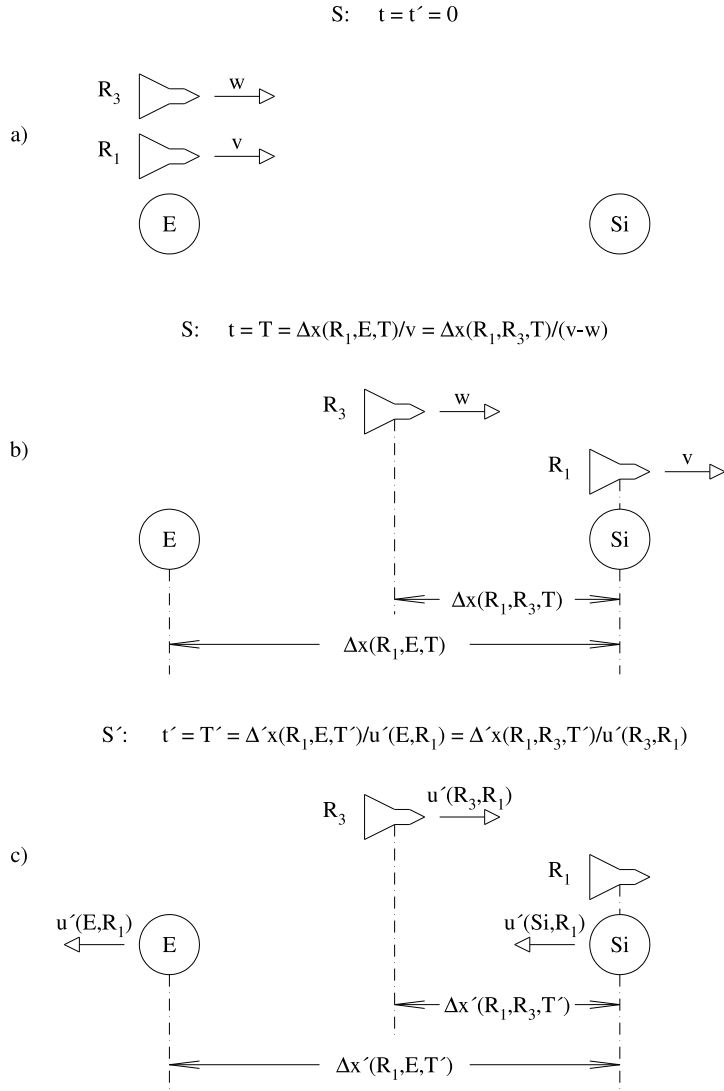 S: t = t´ = 0
R₃ w
a)
R₁ v
E Si
S: t = T = Δx(R₁,E,T)/v = Δx(R₁,R₃,T)/(v-w)
R₃ w
b)
R₁ v
E Si
Δx(R₁,R₃,T)
Δx(R₁,E,T)
S´: t´ = T´ = Δ´x(R₁,E,T´)/u´(E,R₁) = Δ´x(R₁,R₃,T´)/u´(R₃,R₁)
R₃ u´(R₃,R₁)
c)
R₁
u´(E,R₁) E u´(Si,R₁) Si
Δx´(R₁,R₃,T´)
Δx´(R₁,E,T´)